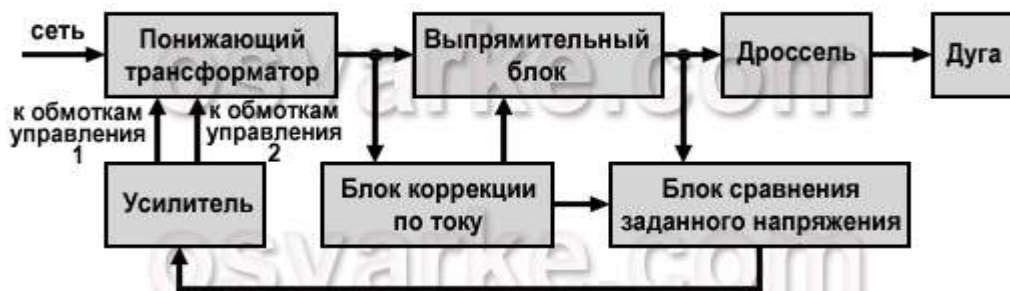 сеть
Понижающий
трансформатор
Выпрямительный
блок
Дроссель
Дуга
к обмоткам
управления
1
к обмоткам
управления
2
Усилитель
Блок коррекции
по току
Блок сравнения
заданного напряжения
osvarke.com
osvarke.com